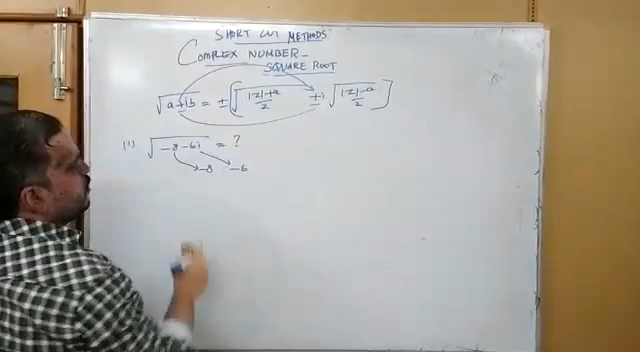 SHORT CUT METHODS
COMPLEX NUMBER -
SQUARE ROOT
√(a+ib) = ± [√((|z|+a)/2) ± i √((|z|-a)/2)]
(1) √(-8-6i) = ?
-8 -6